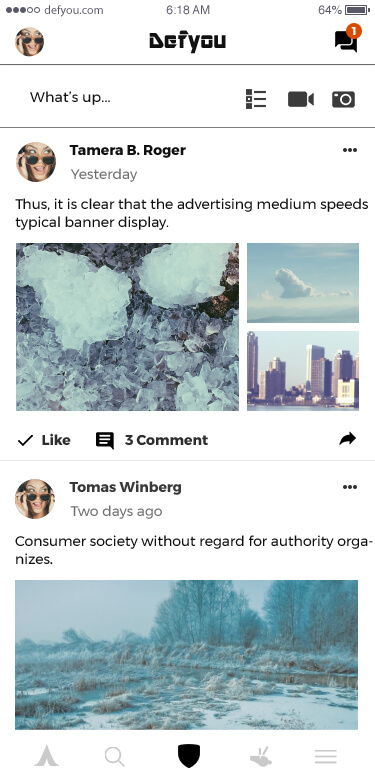 defyou.com 6:18 AM 64%
Defyou 1
What’s up...
Tamera B. Roger
Yesterday
Thus, it is clear that the advertising medium speeds
typical banner display.
Like 3 Comment
Tomas Winberg
Two days ago
Consumer society without regard for authority orga-
nizes.